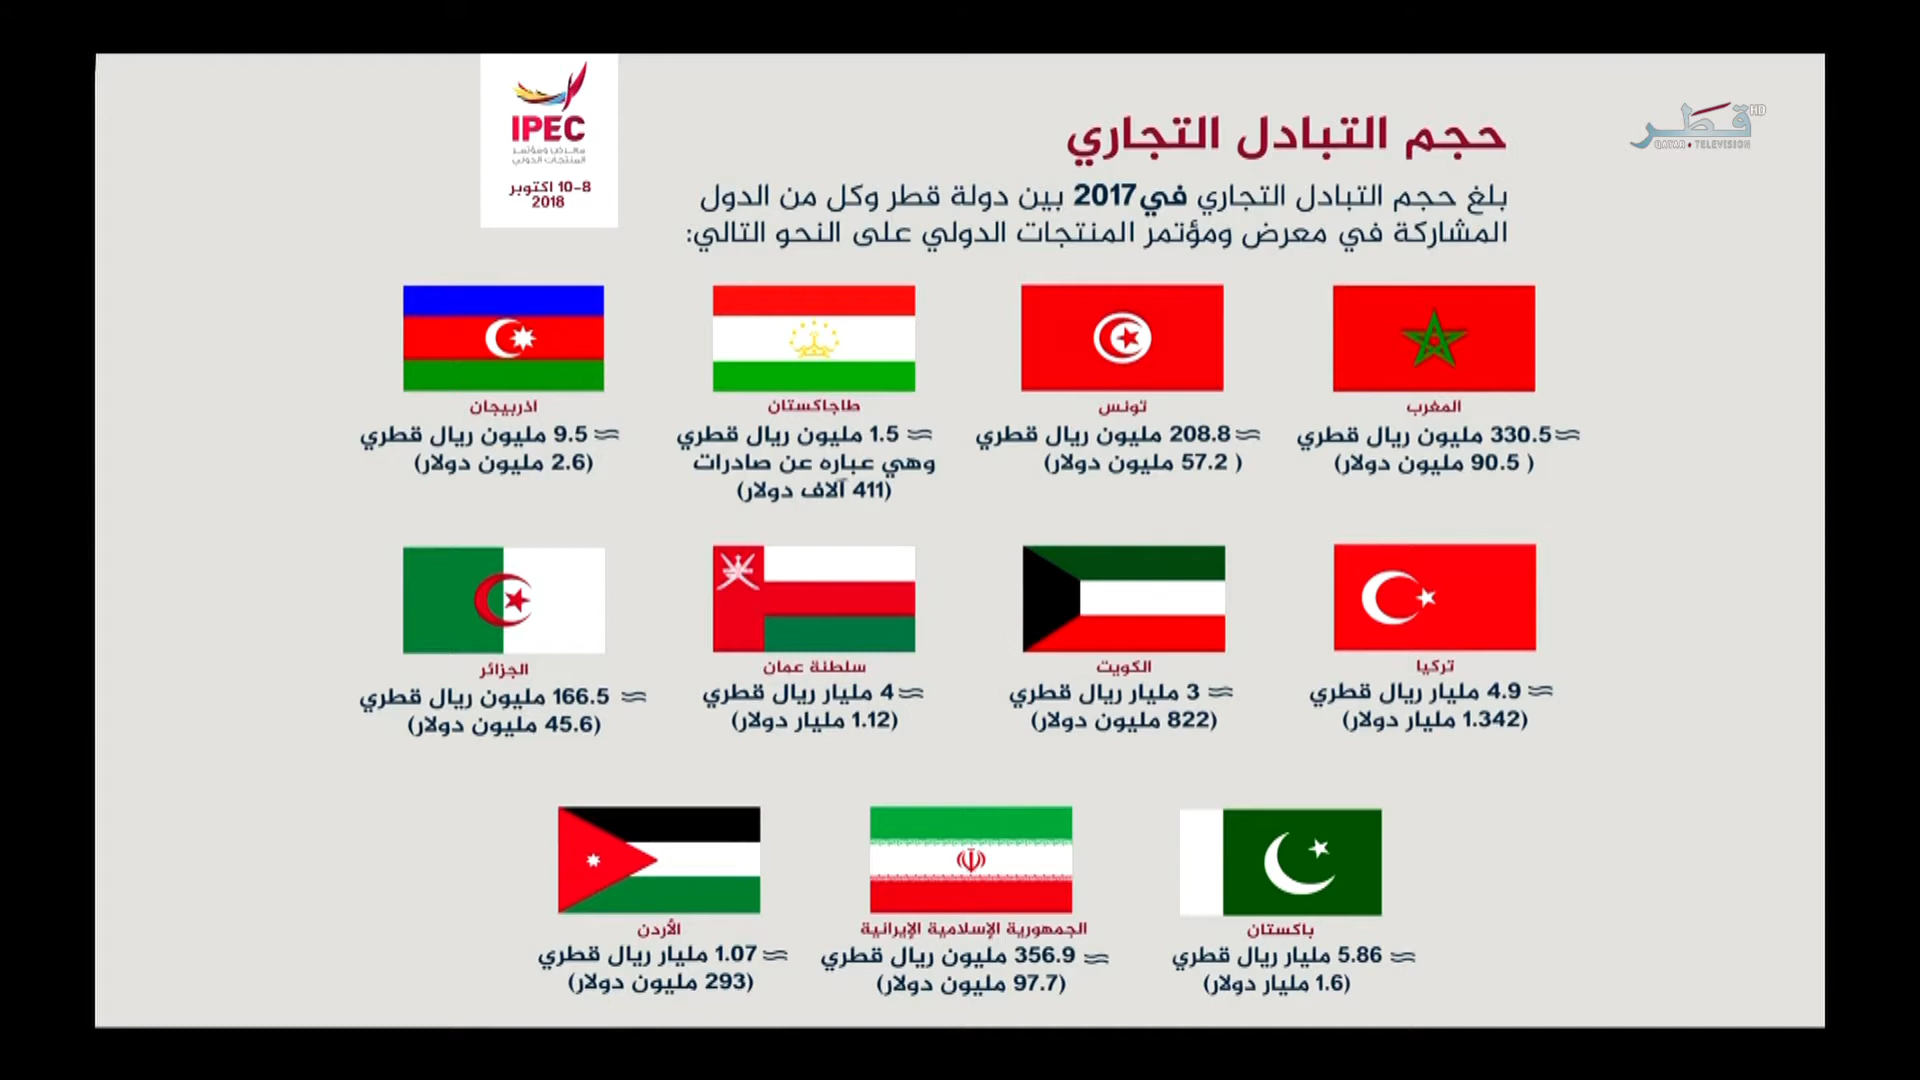 IPEC
معرض ومؤتمر
المنتجات الدولي
8-10 اكتوبر
2018
قطر HD
QATAR TELEVISION
حجم التبادل التجاري
بلغ حجم التبادل التجاري في 2017 بين دولة قطر وكل من الدول
المشاركة في معرض ومؤتمر المنتجات الدولي على النحو التالي:
المغرب
≈330.5 مليون ريال قطري
( 90.5 مليون دولار)
تونس
≈208.8 مليون ريال قطري
( 57.2 مليون دولار)
طاجاكستان
≈ 1.5 مليون ريال قطري
وهي عباره عن صادرات
(411 آلاف دولار)
اذربيجان
≈ 9.5 مليون ريال قطري
(2.6 مليون دولار)
تركيا
≈ 4.9 مليار ريال قطري
(1.342 مليار دولار)
الكويت
≈ 3 مليار ريال قطري
(822 مليون دولار)
سلطنة عمان
≈4 مليار ريال قطري
(1.12 مليار دولار)
الجزائر
≈ 166.5 مليون ريال قطري
(45.6 مليون دولار)
باكستان
≈ 5.86 مليار ريال قطري
(1.6 مليار دولار)
الجمهورية الإسلامية الإيرانية
≈ 356.9 مليون ريال قطري
(97.7 مليون دولار)
الأردن
≈ 1.07 مليار ريال قطري
(293 مليون دولار)